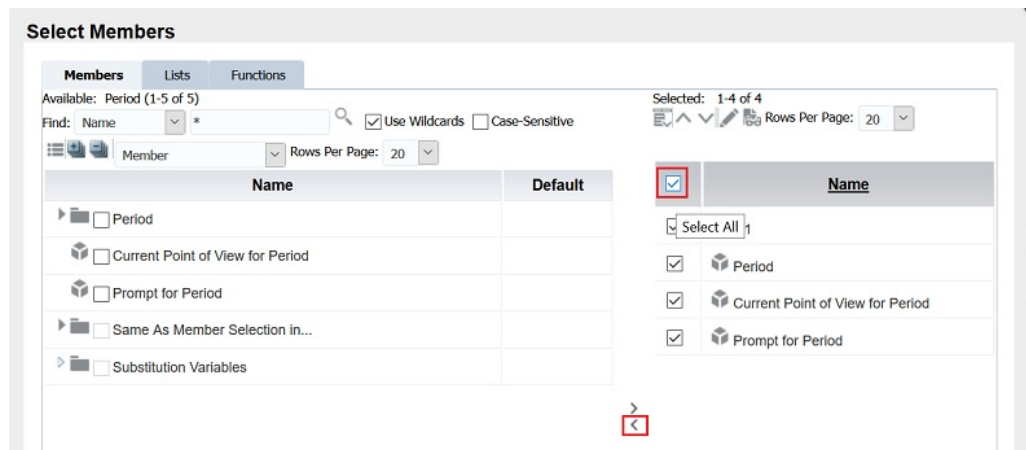 Select Members
Members Lists Functions
Available: Period (1-5 of 5)
Find: Name * Use Wildcards Case-Sensitive
Member Rows Per Page: 20
Name Default
Period
Current Point of View for Period
Prompt for Period
Same As Member Selection in...
Substitution Variables
Selected: 1-4 of 4
Rows Per Page: 20
Name
Select All 1
Period
Current Point of View for Period
Prompt for Period